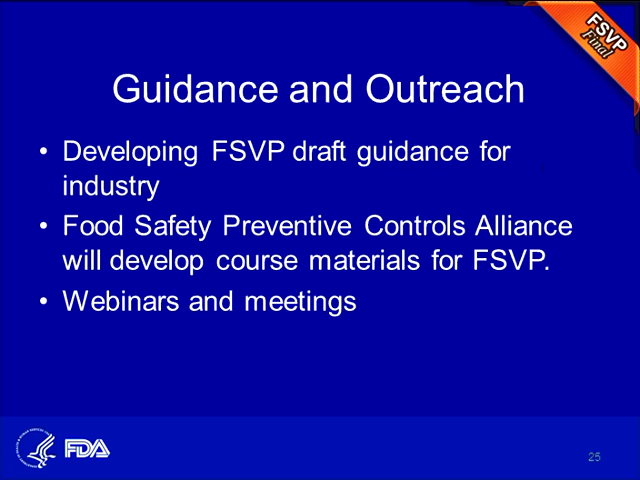 FSVP
Final
Guidance and Outreach
• Developing FSVP draft guidance for
industry
• Food Safety Preventive Controls Alliance
will develop course materials for FSVP.
• Webinars and meetings
FDA
25